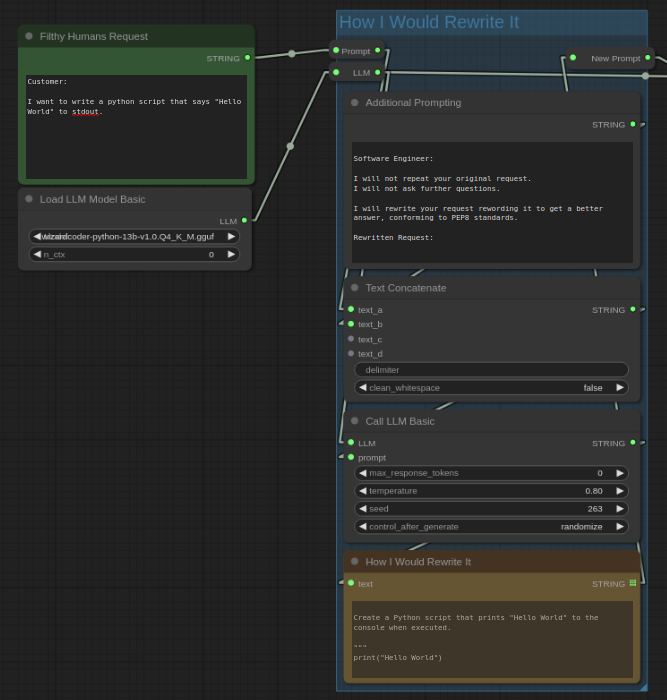 How I Would Rewrite It
Filthy Humans Request
STRING
Customer:
I want to write a python script that says "Hello
World" to stdout.
Load LLM Model Basic
LLM
wizardcoder-python-13b-v1.0.Q4_K_M.gguf
n_ctx
0
Prompt
LLM
New Prompt
Additional Prompting
STRING
Software Engineer:
I will not repeat your original request.
I will not ask further questions.
I will rewrite your request rewording it to get a better
answer, conforming to PEP8 standards.
Rewritten Request:
Text Concatenate
text_a
STRING
text_b
text_c
text_d
delimiter
clean_whitespace
false
Call LLM Basic
LLM
STRING
prompt
max_response_tokens
0
temperature
0.80
seed
263
control_after_generate
randomize
How I Would Rewrite It
text
STRING
Create a Python script that prints "Hello World" to the
console when executed.
"""
print("Hello World")